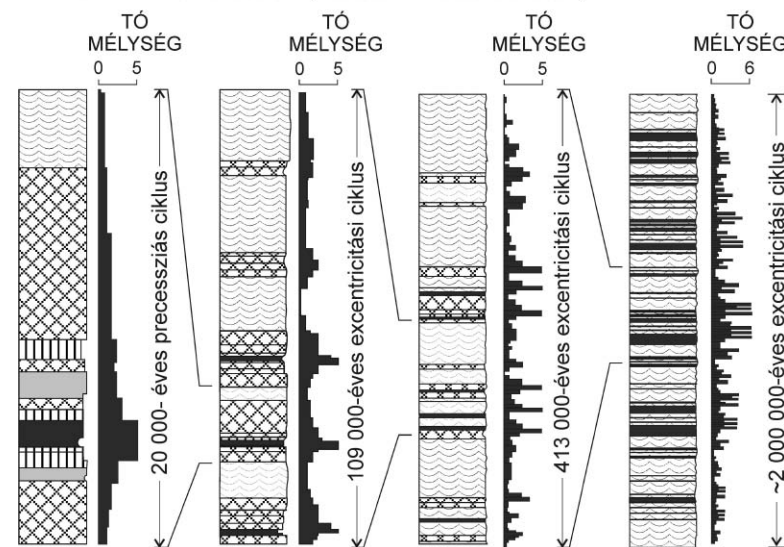 TÓ
MÉLYSÉG
0 5
20 000- éves precessziás ciklus
TÓ
MÉLYSÉG
0 5
109 000-éves excentricitási ciklus
TÓ
MÉLYSÉG
0 5
413 000-éves excentricitási ciklus
TÓ
MÉLYSÉG
0 6
~2 000 000-éves excentricitási ciklus